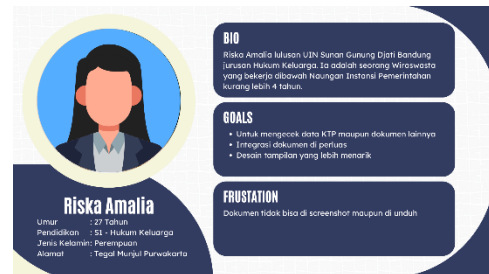 BIO
Riska Amalia lulusan UIN Sunan Gunung Djati Bandung
jurusan Hukum Keluarga. Ia adalah seorang Wiraswasta
yang bekerja dibawah Naungan Instansi Pemerintahan
kurang lebih 4 tahun.
GOALS
• Untuk mengecek data KTP maupun dokumen lainnya
• Integrasi dokumen di perluas
• Desain tampilan yang lebih menarik
FRUSTATION
Dokumen tidak bisa di screenshot maupun di unduh
Riska Amalia
Umur : 27 Tahun
Pendidikan : S1 - Hukum Keluarga
Jenis Kelamin: Perempuan
Alamat : Tegal Munjul Purwakarta